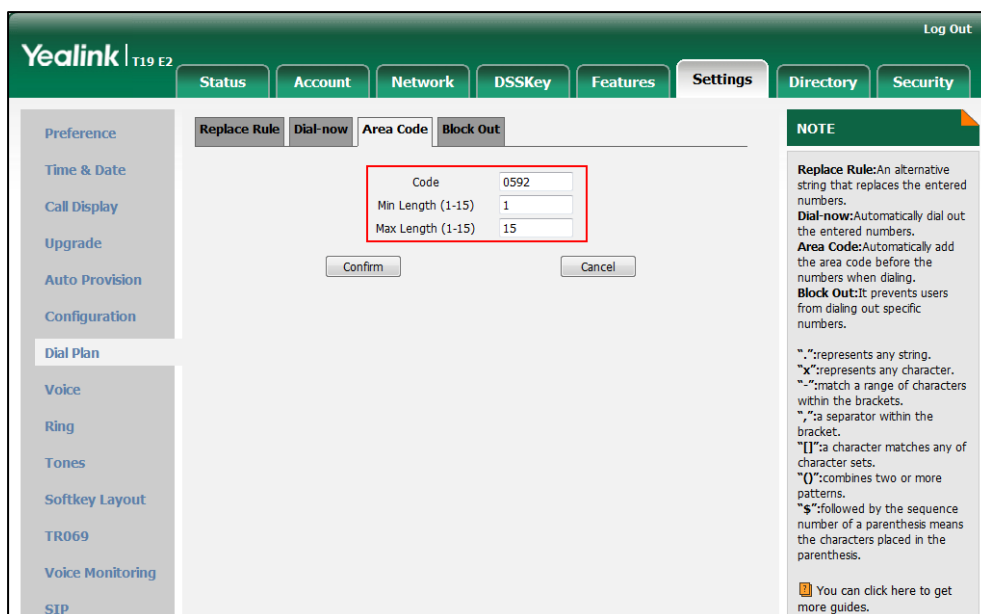 Log Out
Yealink T19 E2
Status Account Network DSSKey Features Settings Directory Security
Preference
Time & Date
Call Display
Upgrade
Auto Provision
Configuration
Dial Plan
Voice
Ring
Tones
Softkey Layout
TR069
Voice Monitoring
SIP
Replace Rule Dial-now Area Code Block Out
Code 0592
Min Length (1-15) 1
Max Length (1-15) 15
Confirm Cancel
NOTE
Replace Rule:An alternative
string that replaces the entered
numbers.
Dial-now:Automatically dial out
the entered numbers.
Area Code:Automatically add
the area code before the
numbers when dialing.
Block Out:It prevents users
from dialing out specific
numbers.
".":represents any string.
"x":represents any character.
"-":match a range of characters
within the brackets.
",":a separator within the
bracket.
"[]":a character matches any of
character sets.
"()":combines two or more
patterns.
"$":followed by the sequence
number of a parenthesis means
the characters placed in the
parenthesis.
You can click here to get
more guides.